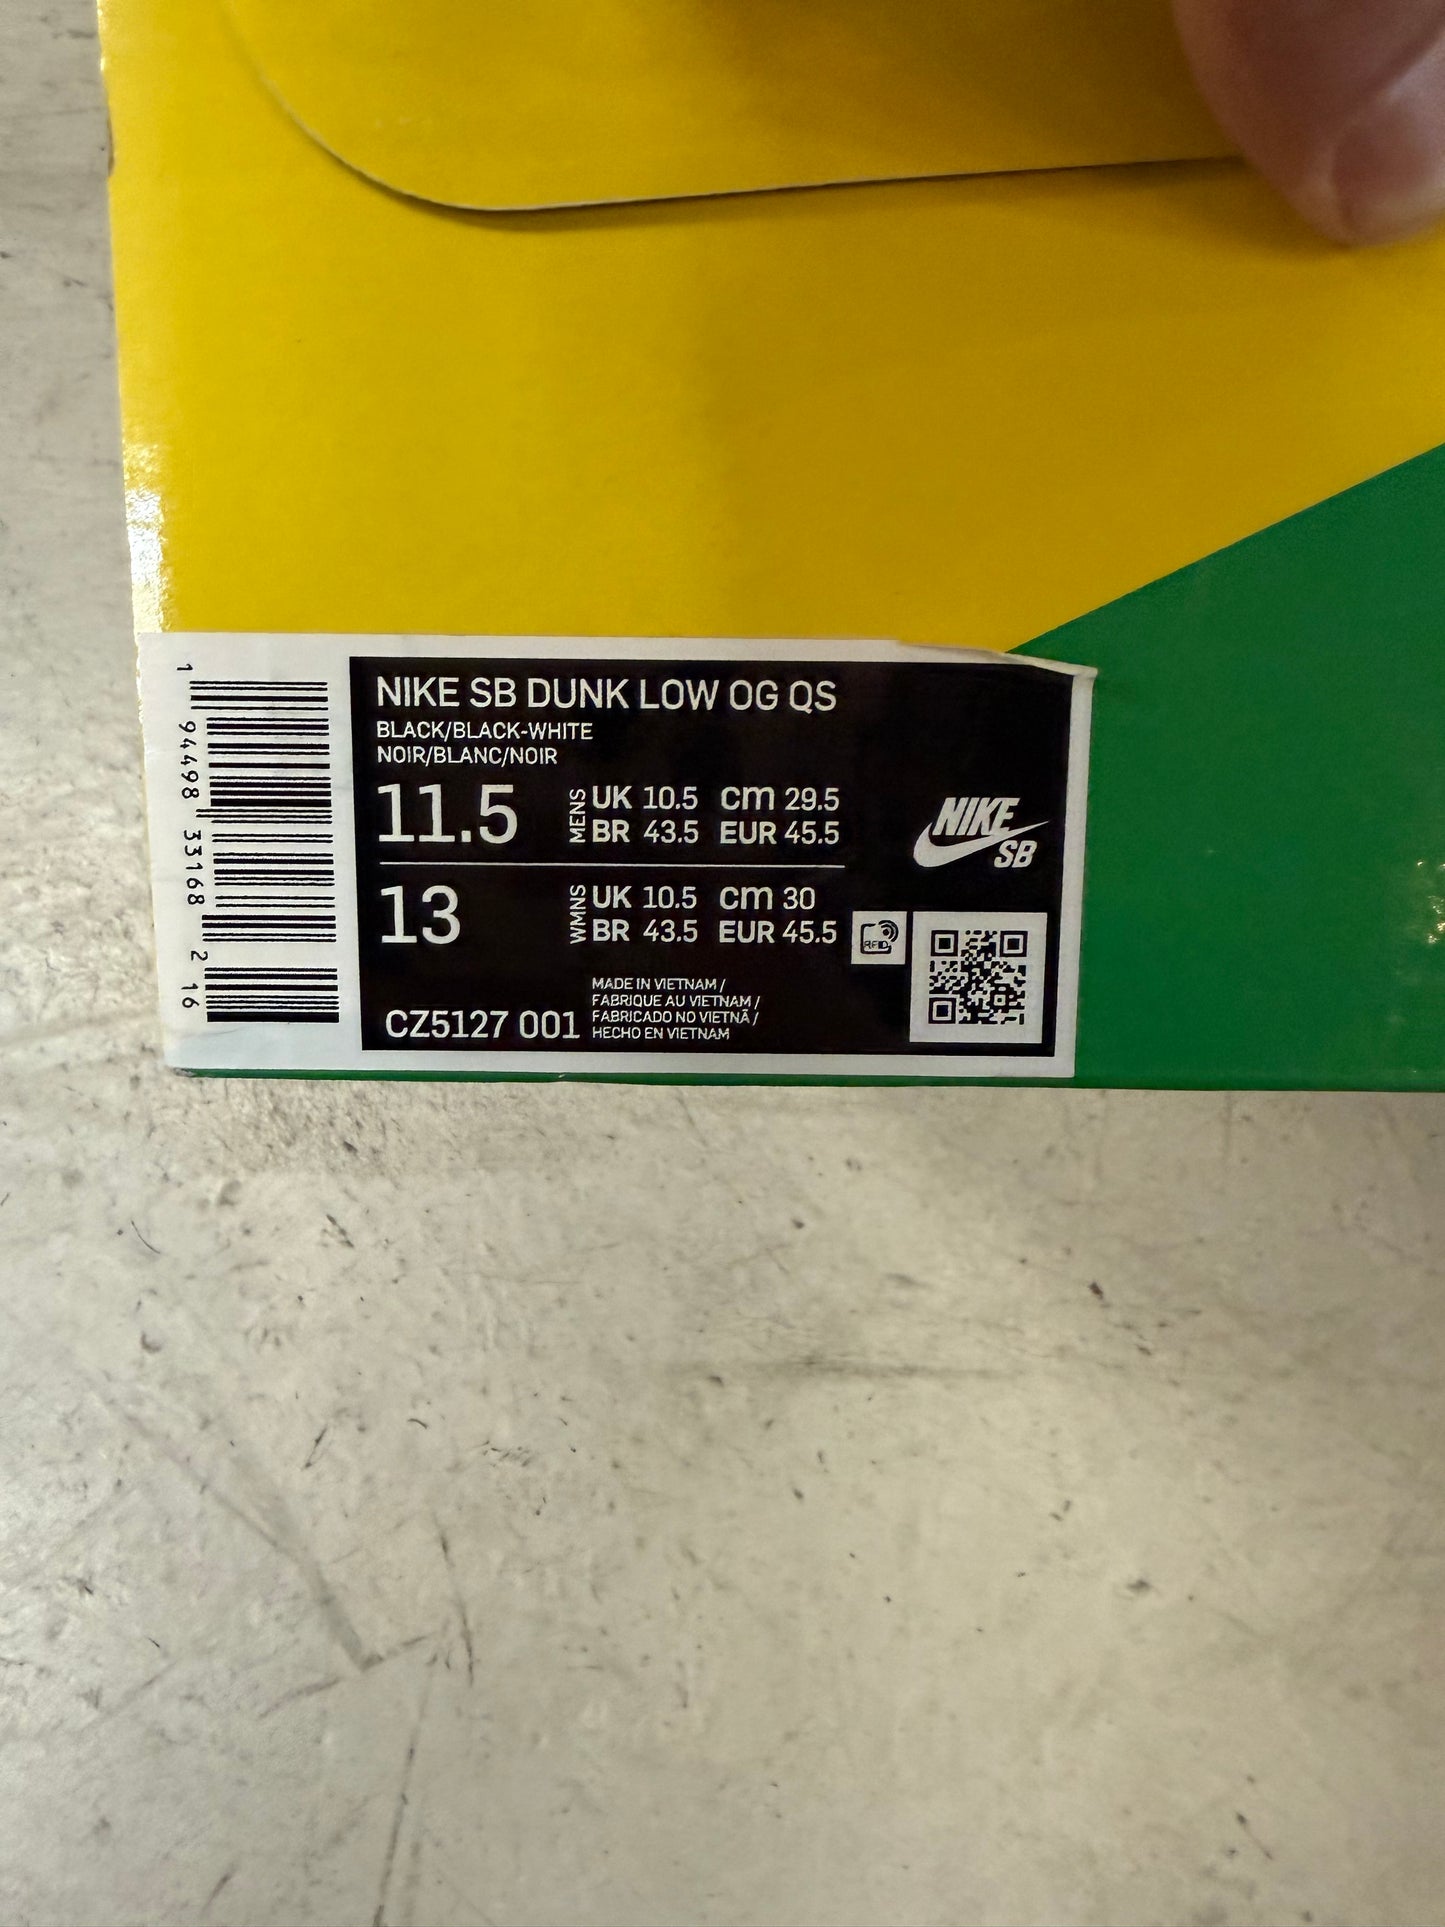 NIKE SB DUNK LOW OG QS
BLACK/BLACK-WHITE
NOIR/BLANC/NOIR
11.5 MENS UK 10.5 cm 29.5
BR 43.5 EUR 45.5
13 WMNS UK 10.5 cm 30
BR 43.5 EUR 45.5
CZ5127 001
MADE IN VIETNAM /
FABRIQUE AU VIETNAM /
FABRICADO NO VIETNÃ /
HECHO EN VIETNAM
NIKE
SB
RFID
1 94498 33168 2 16